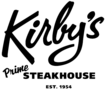 Kirby's
Prime
STEAKHOUSE
EST. 1954